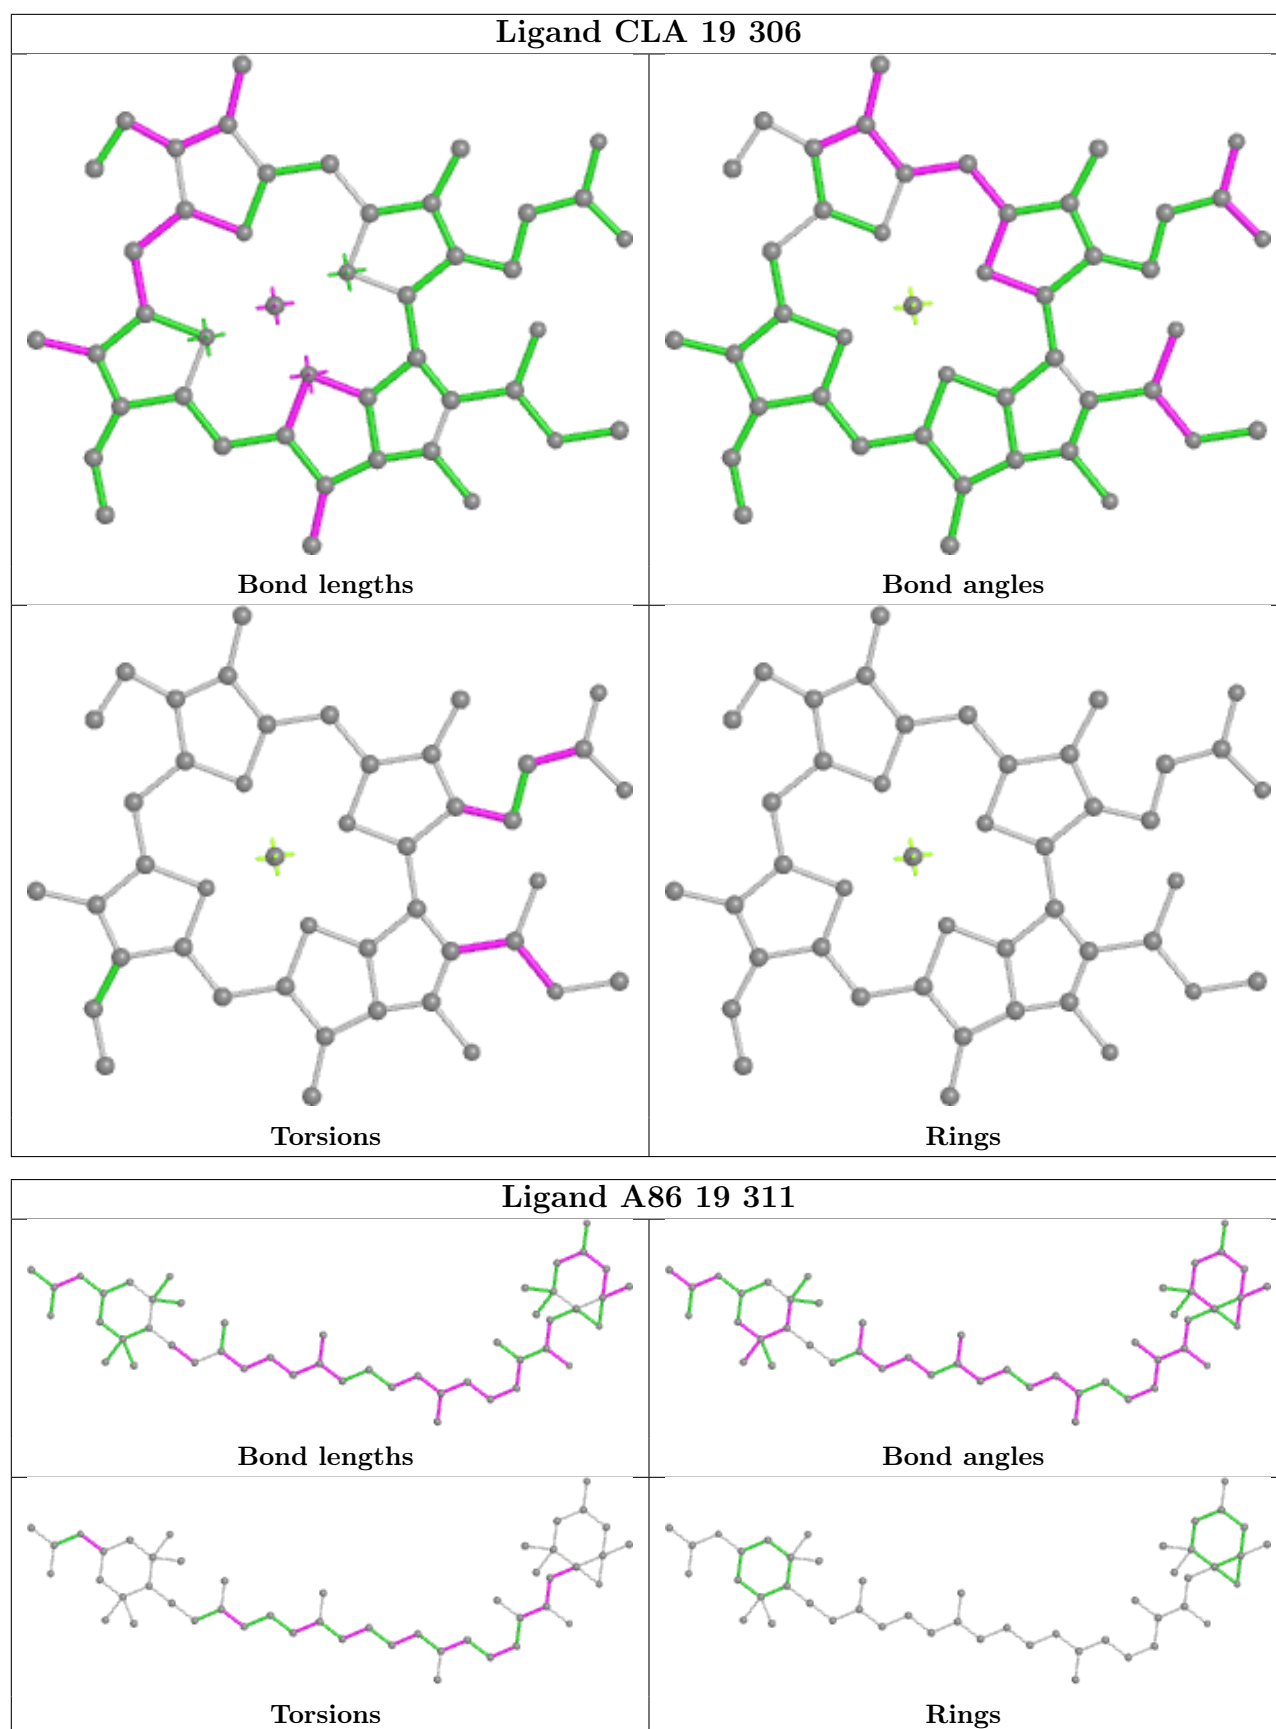 Ligand CLA 19 306
Bond lengths
Bond angles
Torsions
Rings
Ligand A86 19 311
Bond lengths
Bond angles
Torsions
Rings